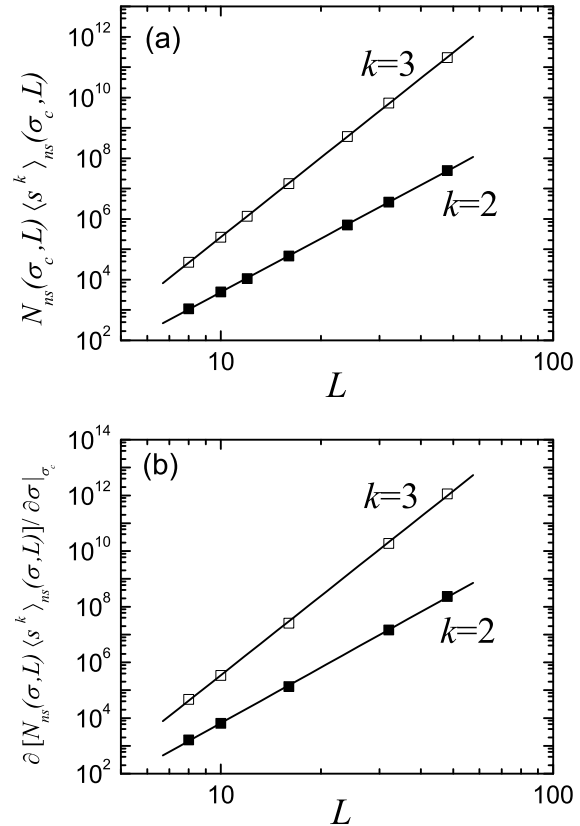 (a)
N_ns(σ_c,L)⟨s^k⟩_ns(σ_c,L)
10^12
10^10
10^8
10^6
10^4
10^2
k=3
k=2
10
100
L
(b)
∂[N_ns(σ,L)⟨s^k⟩_ns(σ,L)]/∂σ|_σ_c
10^14
10^12
10^10
10^8
10^6
10^4
10^2
k=3
k=2
10
100
L